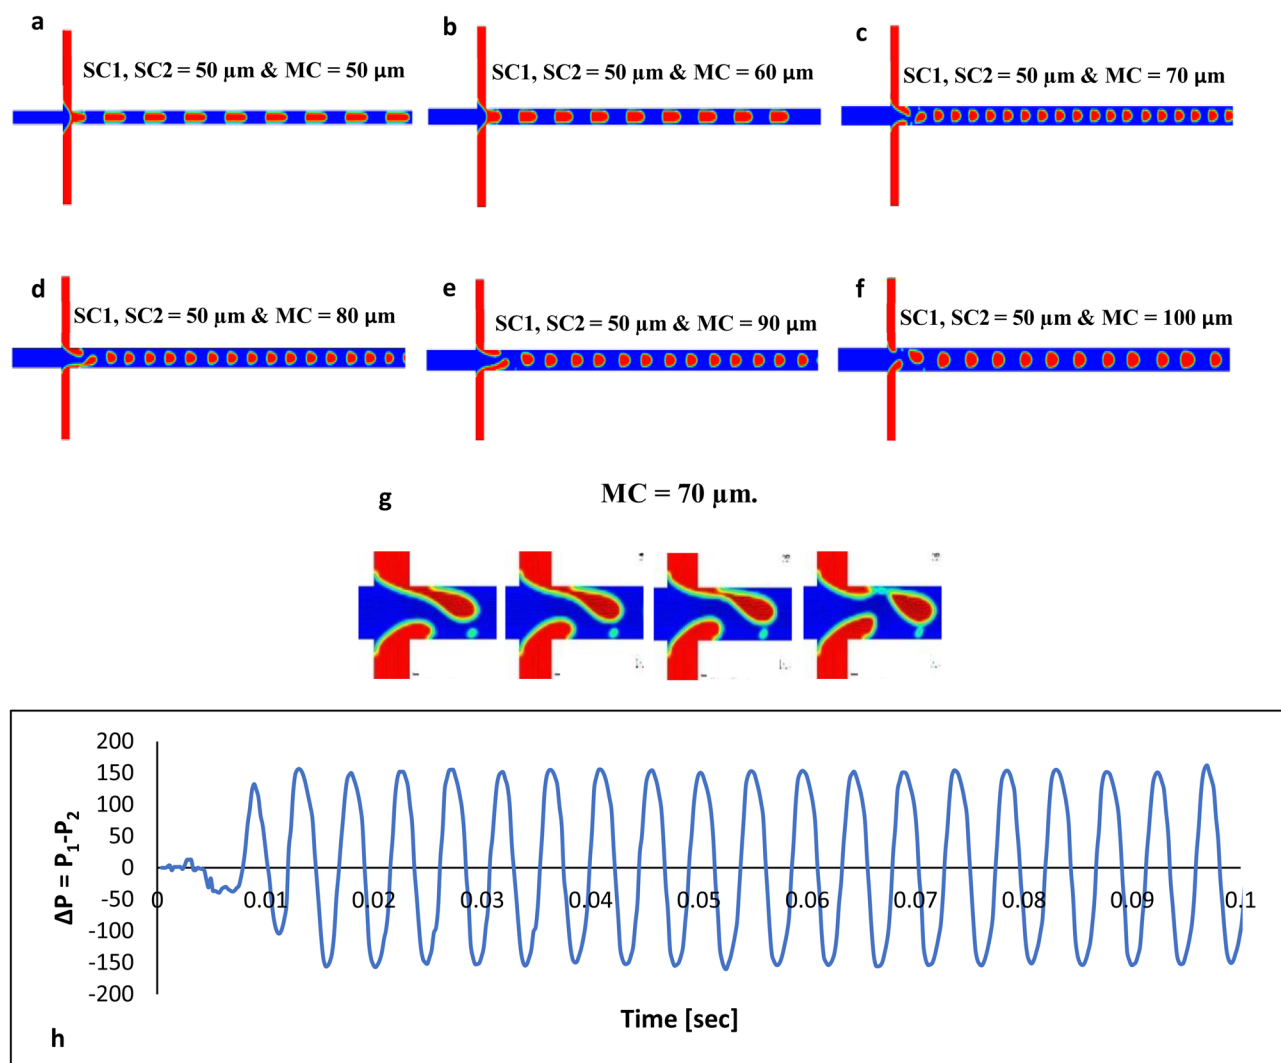 a
SC1, SC2 = 50 µm & MC = 50 µm
b
SC1, SC2 = 50 µm & MC = 60 µm
c
SC1, SC2 = 50 µm & MC = 70 µm
d
SC1, SC2 = 50 µm & MC = 80 µm
e
SC1, SC2 = 50 µm & MC = 90 µm
f
SC1, SC2 = 50 µm & MC = 100 µm
g
MC = 70 µm.
ΔP = P₁-P₂
200
150
100
50
0
-50
-100
-150
-200
0 0.01 0.02 0.03 0.04 0.05 0.06 0.07 0.08 0.09 0.1
Time [sec]
h